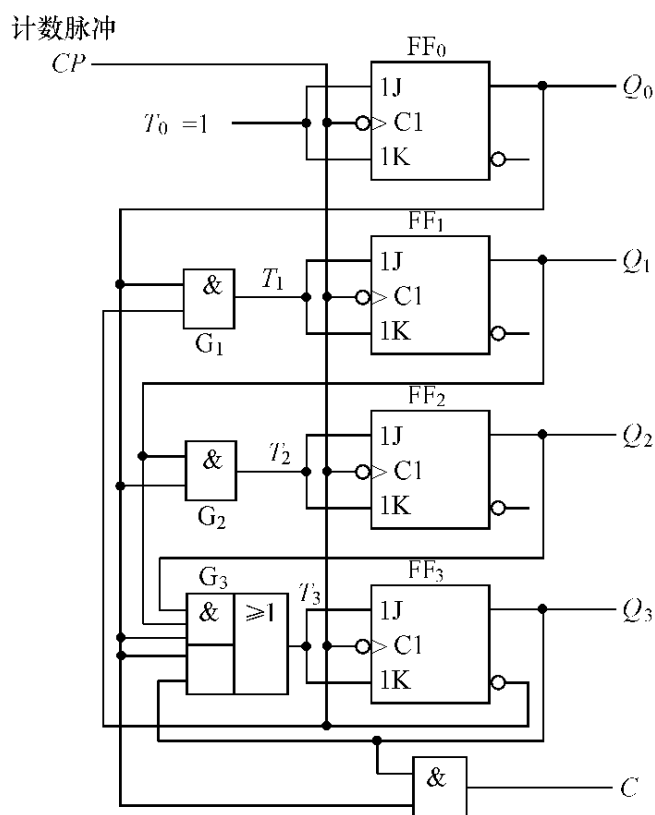 计数脉冲
CP
FF₀
1J
C1
1K
Q₀
T₀ =1
FF₁
1J
C1
1K
Q₁
&
T₁
G₁
FF₂
1J
C1
1K
Q₂
&
T₂
G₂
FF₃
1J
C1
1K
Q₃
G₃
&
≥1
T₃
&
C